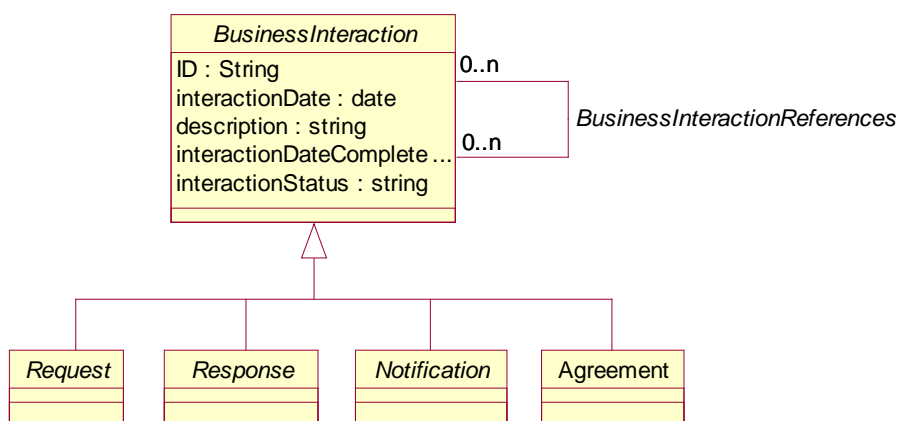 BusinessInteraction
ID : String
0..n
interactionDate : date
BusinessInteractionReferences
description : string
0..n
interactionDateComplete ...
interactionStatus : string
Request
Response
Notification
Agreement